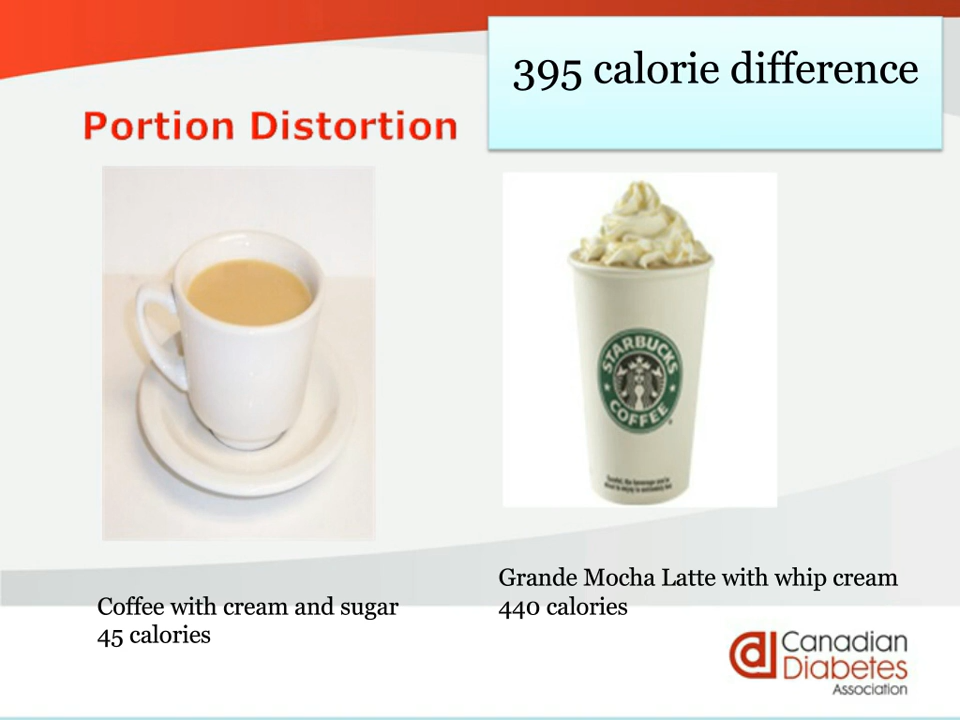 395 calorie difference
Portion Distortion
STARBUCKS
COFFEE
Grande Mocha Latte with whip cream
440 calories
Coffee with cream and sugar
45 calories
Canadian
Diabetes
Association